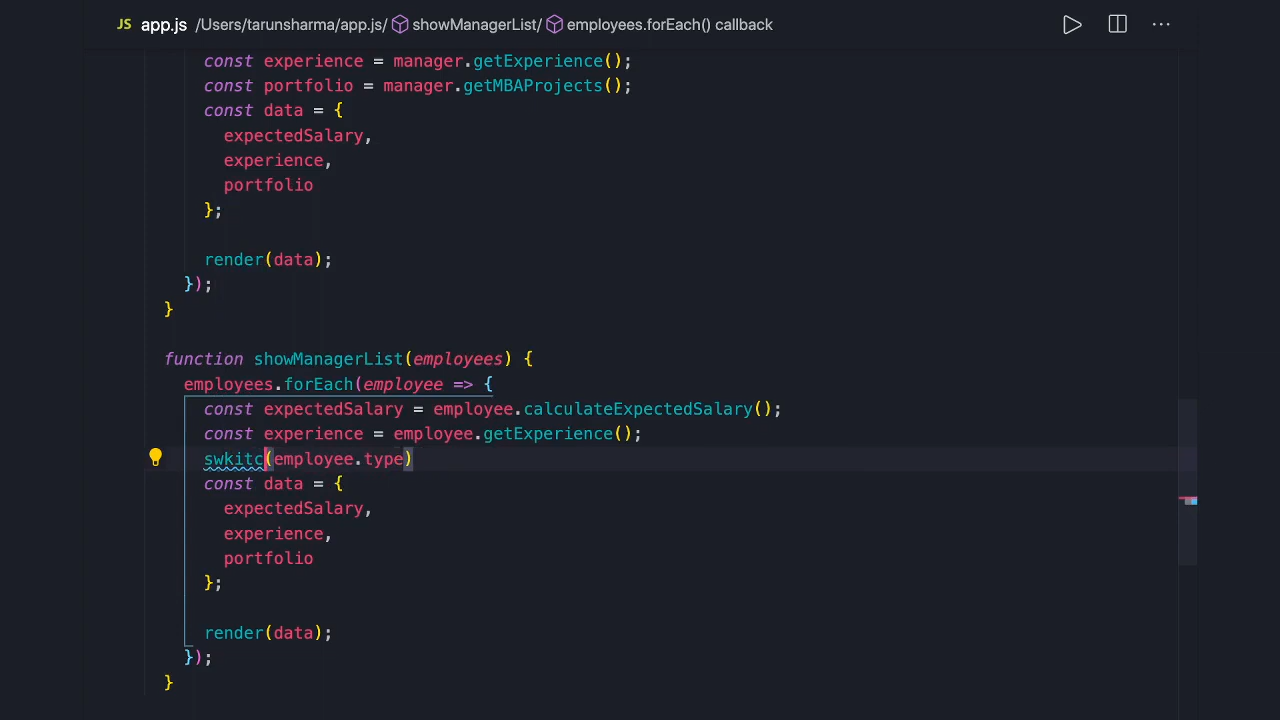 JS app.js /Users/tarunsharma/app.js/ showManagerList/ employees.forEach() callback
const experience = manager.getExperience();
const portfolio = manager.getMBAProjects();
const data = {
expectedSalary,
experience,
portfolio
};
render(data);
});
}
function showManagerList(employees) {
employees.forEach(employee => {
const expectedSalary = employee.calculateExpectedSalary();
const experience = employee.getExperience();
swkitc(employee.type)
const data = {
expectedSalary,
experience,
portfolio
};
render(data);
});
}